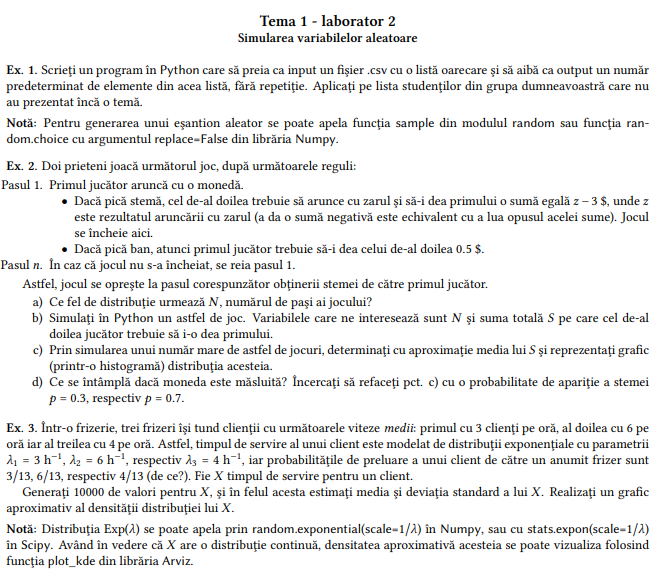 Tema 1 - laborator 2
Simularea variabilelor aleatoare
Ex. 1. Scrieți un program în Python care să preia ca input un fișier .csv cu o listă oarecare și să aibă ca output un număr
predeterminat de elemente din acea listă, fără repetiție. Aplicați pe lista studenților din grupa dumneavoastră care nu
au prezentat încă o temă.
Notă: Pentru generarea unui eșantion aleator se poate apela funcția sample din modulul random sau funcția ran-
dom.choice cu argumentul replace=False din librăria Numpy.
Ex. 2. Doi prieteni joacă următorul joc, după următoarele reguli:
Pasul 1. Primul jucător aruncă cu o monedă.
• Dacă pică stemă, cel de-al doilea trebuie să arunce cu zarul și să-i dea primului o sumă egală z − 3 $, unde z
este rezultatul aruncării cu zarul (a da o sumă negativă este echivalent cu a lua opusul acelei sume). Jocul
se încheie aici.
• Dacă pică ban, atunci primul jucător trebuie să-i dea celui de-al doilea 0.5 $.
Pasul n. În caz că jocul nu s-a încheiat, se reia pasul 1.
Astfel, jocul se oprește la pasul corespunzător obținerii stemei de către primul jucător.
a) Ce fel de distribuție urmează N, numărul de pași ai jocului?
b) Simulați în Python un astfel de joc. Variabilele care ne interesează sunt N și suma totală S pe care cel de-al
doilea jucător trebuie să i-o dea primului.
c) Prin simularea unui număr mare de astfel de jocuri, determinați cu aproximație media lui S și reprezentați grafic
(printr-o histogramă) distribuția acesteia.
d) Ce se întâmplă dacă moneda este măsluită? Încercați să refaceți pct. c) cu o probabilitate de apariție a stemei
p = 0.3, respectiv p = 0.7.
Ex. 3. Într-o frizerie, trei frizeri își tund clienții cu următoarele viteze medii: primul cu 3 clienți pe oră, al doilea cu 6 pe
oră iar al treilea cu 4 pe oră. Astfel, timpul de servire al unui client este modelat de distribuții exponențiale cu parametrii
λ₁ = 3 h⁻¹, λ₂ = 6 h⁻¹, respectiv λ₃ = 4 h⁻¹, iar probabilitățile de preluare a unui client de către un anumit frizer sunt
3/13, 6/13, respectiv 4/13 (de ce?). Fie X timpul de servire pentru un client.
Generați 10000 de valori pentru X, și în felul acesta estimați media și deviația standard a lui X. Realizați un grafic
aproximativ al densității distribuției lui X.
Notă: Distribuția Exp(λ) se poate apela prin random.exponential(scale=1/λ) în Numpy, sau cu stats.expon(scale=1/λ)
în Scipy. Având în vedere că X are o distribuție continuă, densitatea aproximativă acesteia se poate vizualiza folosind
funcția plot_kde din librăria Arviz.